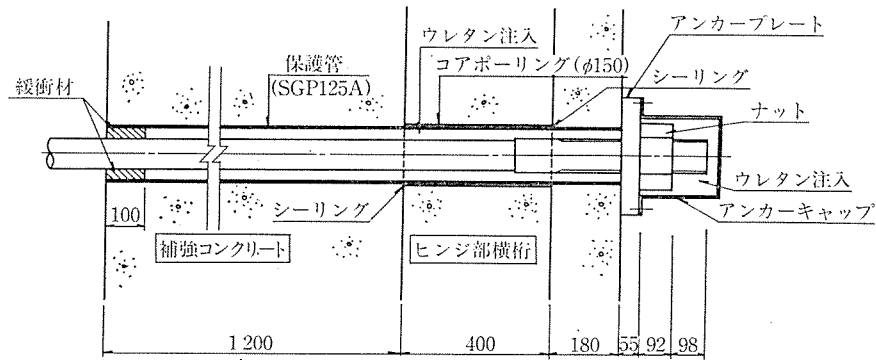 アンカープレート
ウレタン注入
保護管
(SGP125A)
コアボーリング(φ150)
シーリング
緩衝材
ナット
ウレタン注入
シーリング
アンカーキャップ
100
補強コンクリート
ヒンジ部横桁
1 200
400
180
55
92
98